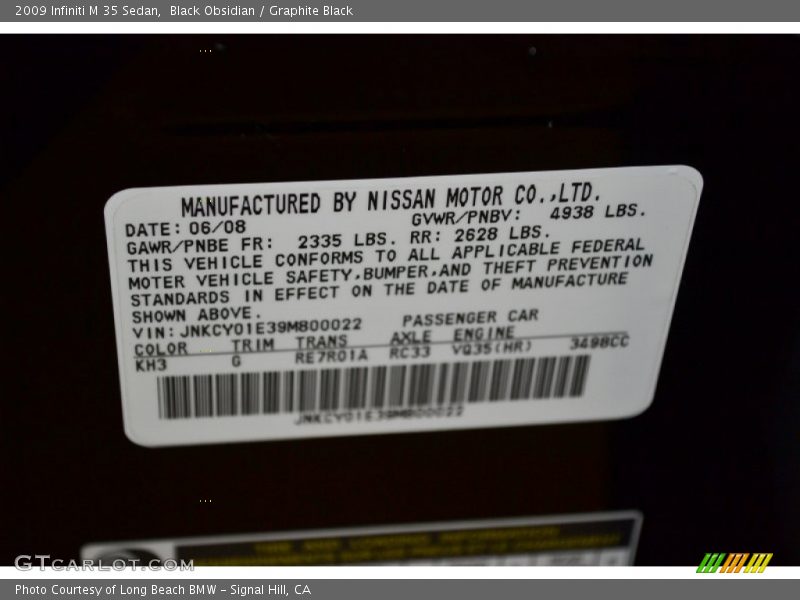 2009 Infiniti M 35 Sedan,  Black Obsidian / Graphite Black
MANUFACTURED BY NISSAN MOTOR CO.,LTD.
DATE: 06/08 GVWR/PNBV: 4938 LBS.
GAWR/PNBE FR: 2335 LBS. RR: 2628 LBS.
THIS VEHICLE CONFORMS TO ALL APPLICABLE FEDERAL
MOTER VEHICLE SAFETY,BUMPER,AND THEFT PREVENTION
STANDARDS IN EFFECT ON THE DATE OF MANUFACTURE
SHOWN ABOVE.
VIN: JNKCY01E39M800022 PASSENGER CAR
COLOR TRIM TRANS AXLE ENGINE
KH3 G RE7R01A RC33 VQ35(HR) 3498CC
JNKCY01E39M800022
GTCARLOT.COM
Photo Courtesy of Long Beach BMW - Signal Hill, CA